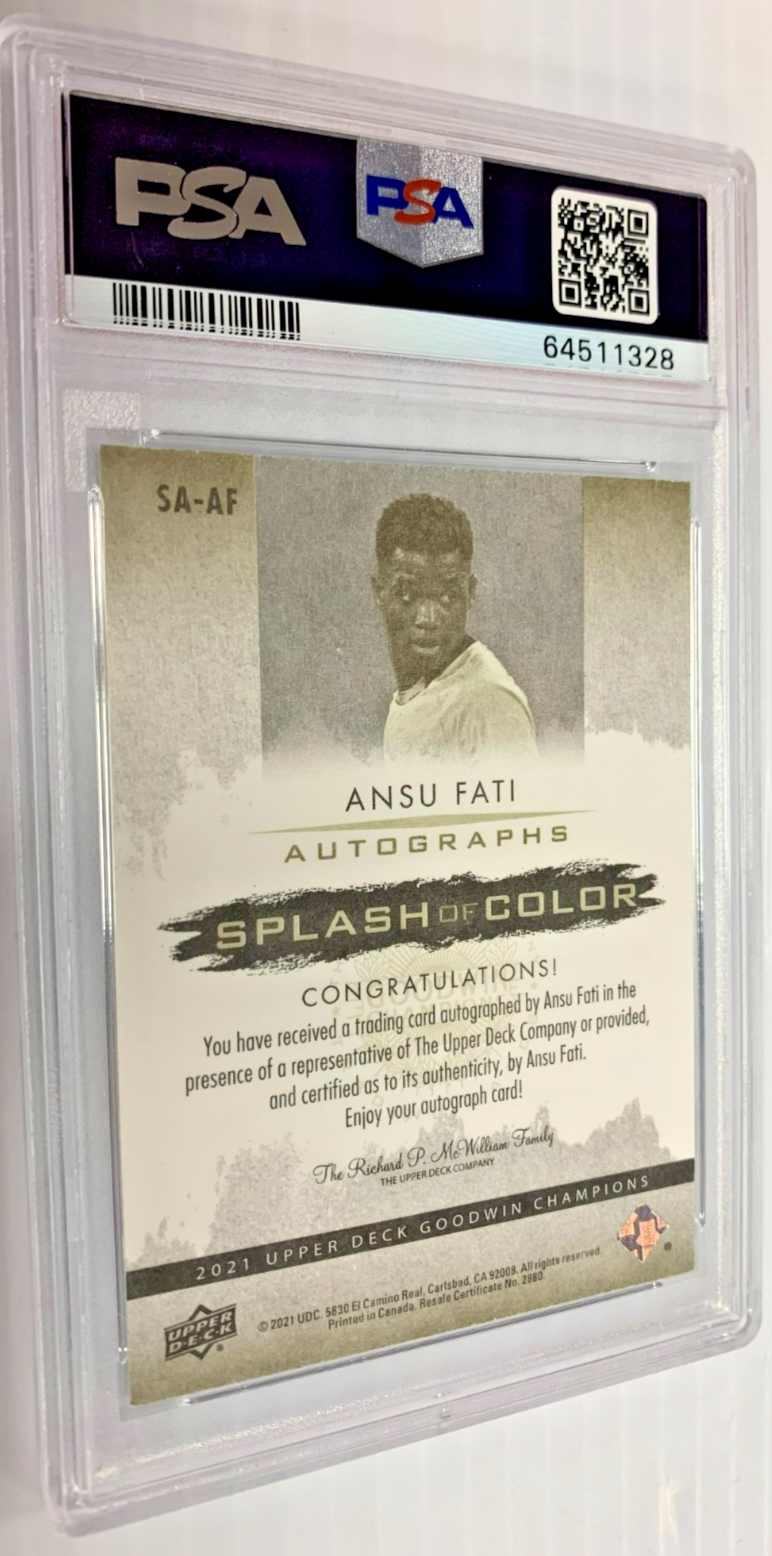 PSA
PSA
64511328
SA-AF
ANSU FATI
AUTOGRAPHS
SPLASH OF COLOR
CONGRATULATIONS!
You have received a trading card autographed by Ansu Fati in the
presence of a representative of The Upper Deck Company or provided,
and certified as to its authenticity, by Ansu Fati.
Enjoy your autograph card!
The Richard P. McWilliam Family
THE UPPER DECK COMPANY
2021 UPPER DECK GOODWIN CHAMPIONS
UPPER
D·E·C·K
©2021 UDC. 5830 El Camino Real, Carlsbad, CA 92008. All rights reserved.
Printed in Canada. Resale Certificate No. 2880.